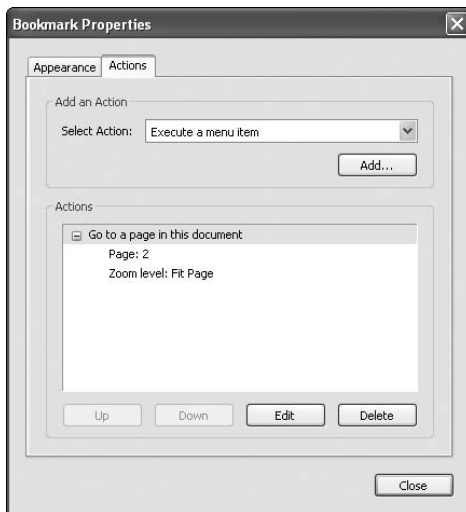 Bookmark Properties
Appearance Actions
Add an Action
Select Action: Execute a menu item
Add...
Actions
Go to a page in this document
Page: 2
Zoom level: Fit Page
Up Down Edit Delete
Close